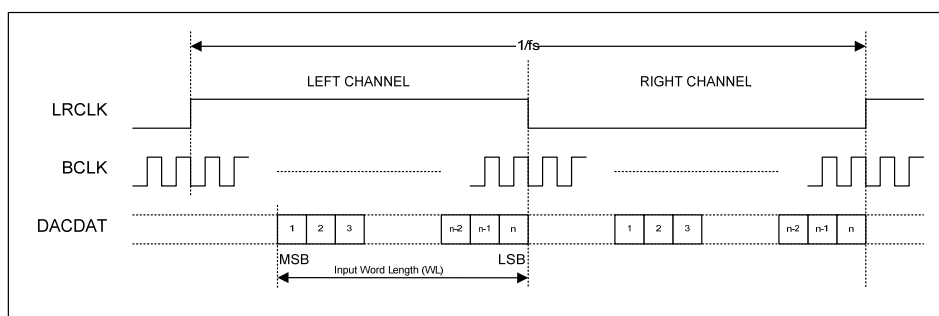 1/fs
LEFT CHANNEL RIGHT CHANNEL
LRCLK
BCLK
DACDAT
1 2 3 n-2 n-1 n 1 2 3 n-2 n-1 n
MSB LSB
Input Word Length (WL)